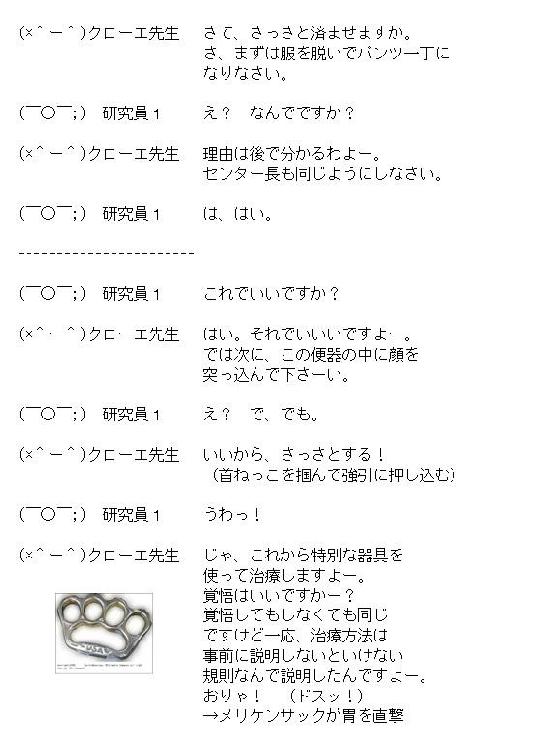 (×＾ー＾)クローエ先生　さて、さっさと済ませますか。
さ、まずは服を脱いでパンツ一丁に
なりなさい。
(￣〇￣;)　研究員１　え？　なんでですか？
(×＾ー＾)クローエ先生　理由は後で分かるわよー。
センター長も同じようにしなさい。
(￣〇￣;)　研究員１　は、はい。
-----------------------
(￣〇￣;)　研究員１　これでいいですか？
(×＾ー＾)クローエ先生　はい。それでいいいですよー。
では次に、この便器の中に顔を
突っ込んで下さーい。
(￣〇￣;)　研究員１　え？　で、でも。
(×＾ー＾)クローエ先生　いいから、さっさとする！
（首ねっこを掴んで強引に押し込む）
(￣〇￣;)　研究員１　うわっ！
(×＾ー＾)クローエ先生　じゃ、これから特別な器具を
使って治療しますよー。
覚悟はいいですかー？
覚悟してもしなくても同じ
ですけど一応、治療方法は
事前に説明しないといけない
規則なんで説明したんですよー。
おりゃ！　（ドスッ！）
→メリケンサックが胃を直撃
USA